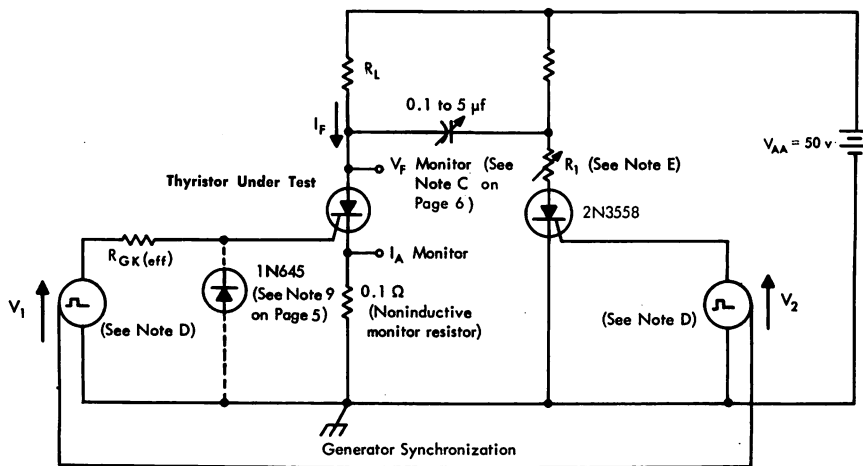 R_L
0.1 to 5 μf
I_F
V_AA = 50 v
V_F Monitor (See
Note C on
Page 6)
R_1 (See Note E)
Thyristor Under Test
2N3558
I_A Monitor
R_GK(eff)
1N645
(See Note 9
on Page 5)
0.1 Ω
(Noninductive
monitor resistor)
V_1
(See Note D)
(See Note D)
V_2
Generator Synchronization